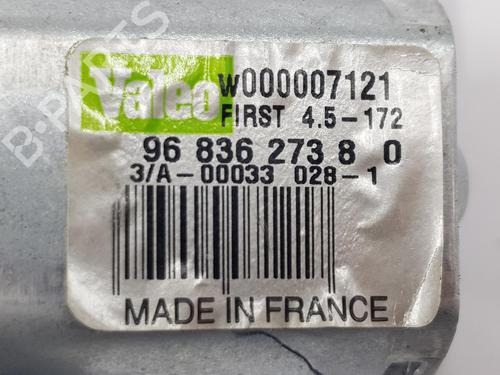 Valeo
W000007121
FIRST 4.5-172
96 836 273 8 0
3/A-00033 028-1
MADE IN FRANCE
B-PARTS